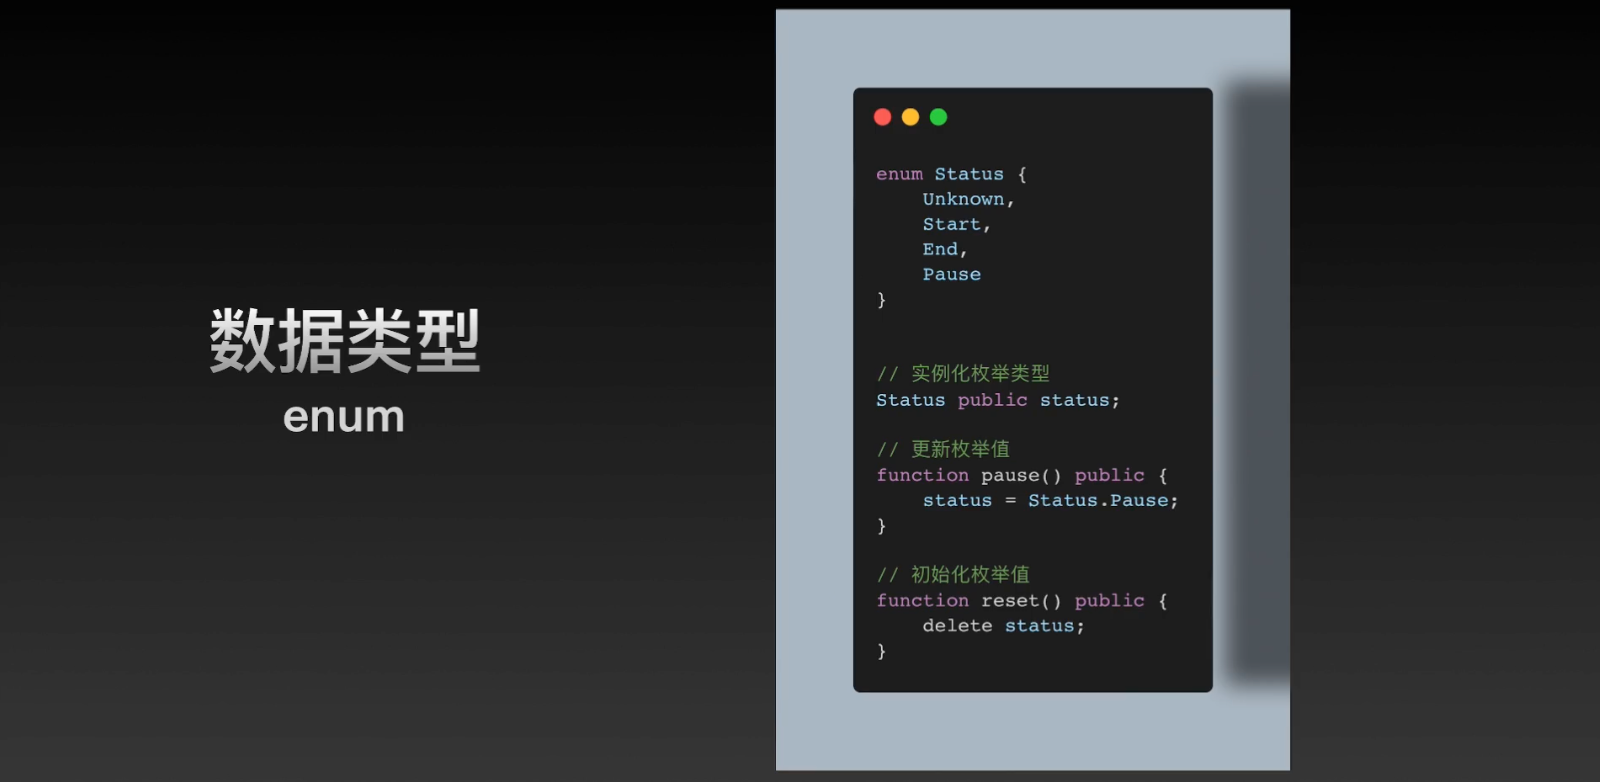 数据类型
enum
enum Status {
    Unknown,
    Start,
    End,
    Pause
}
// 实例化枚举类型
Status public status;
// 更新枚举值
function pause() public {
    status = Status.Pause;
}
// 初始化枚举值
function reset() public {
    delete status;
}